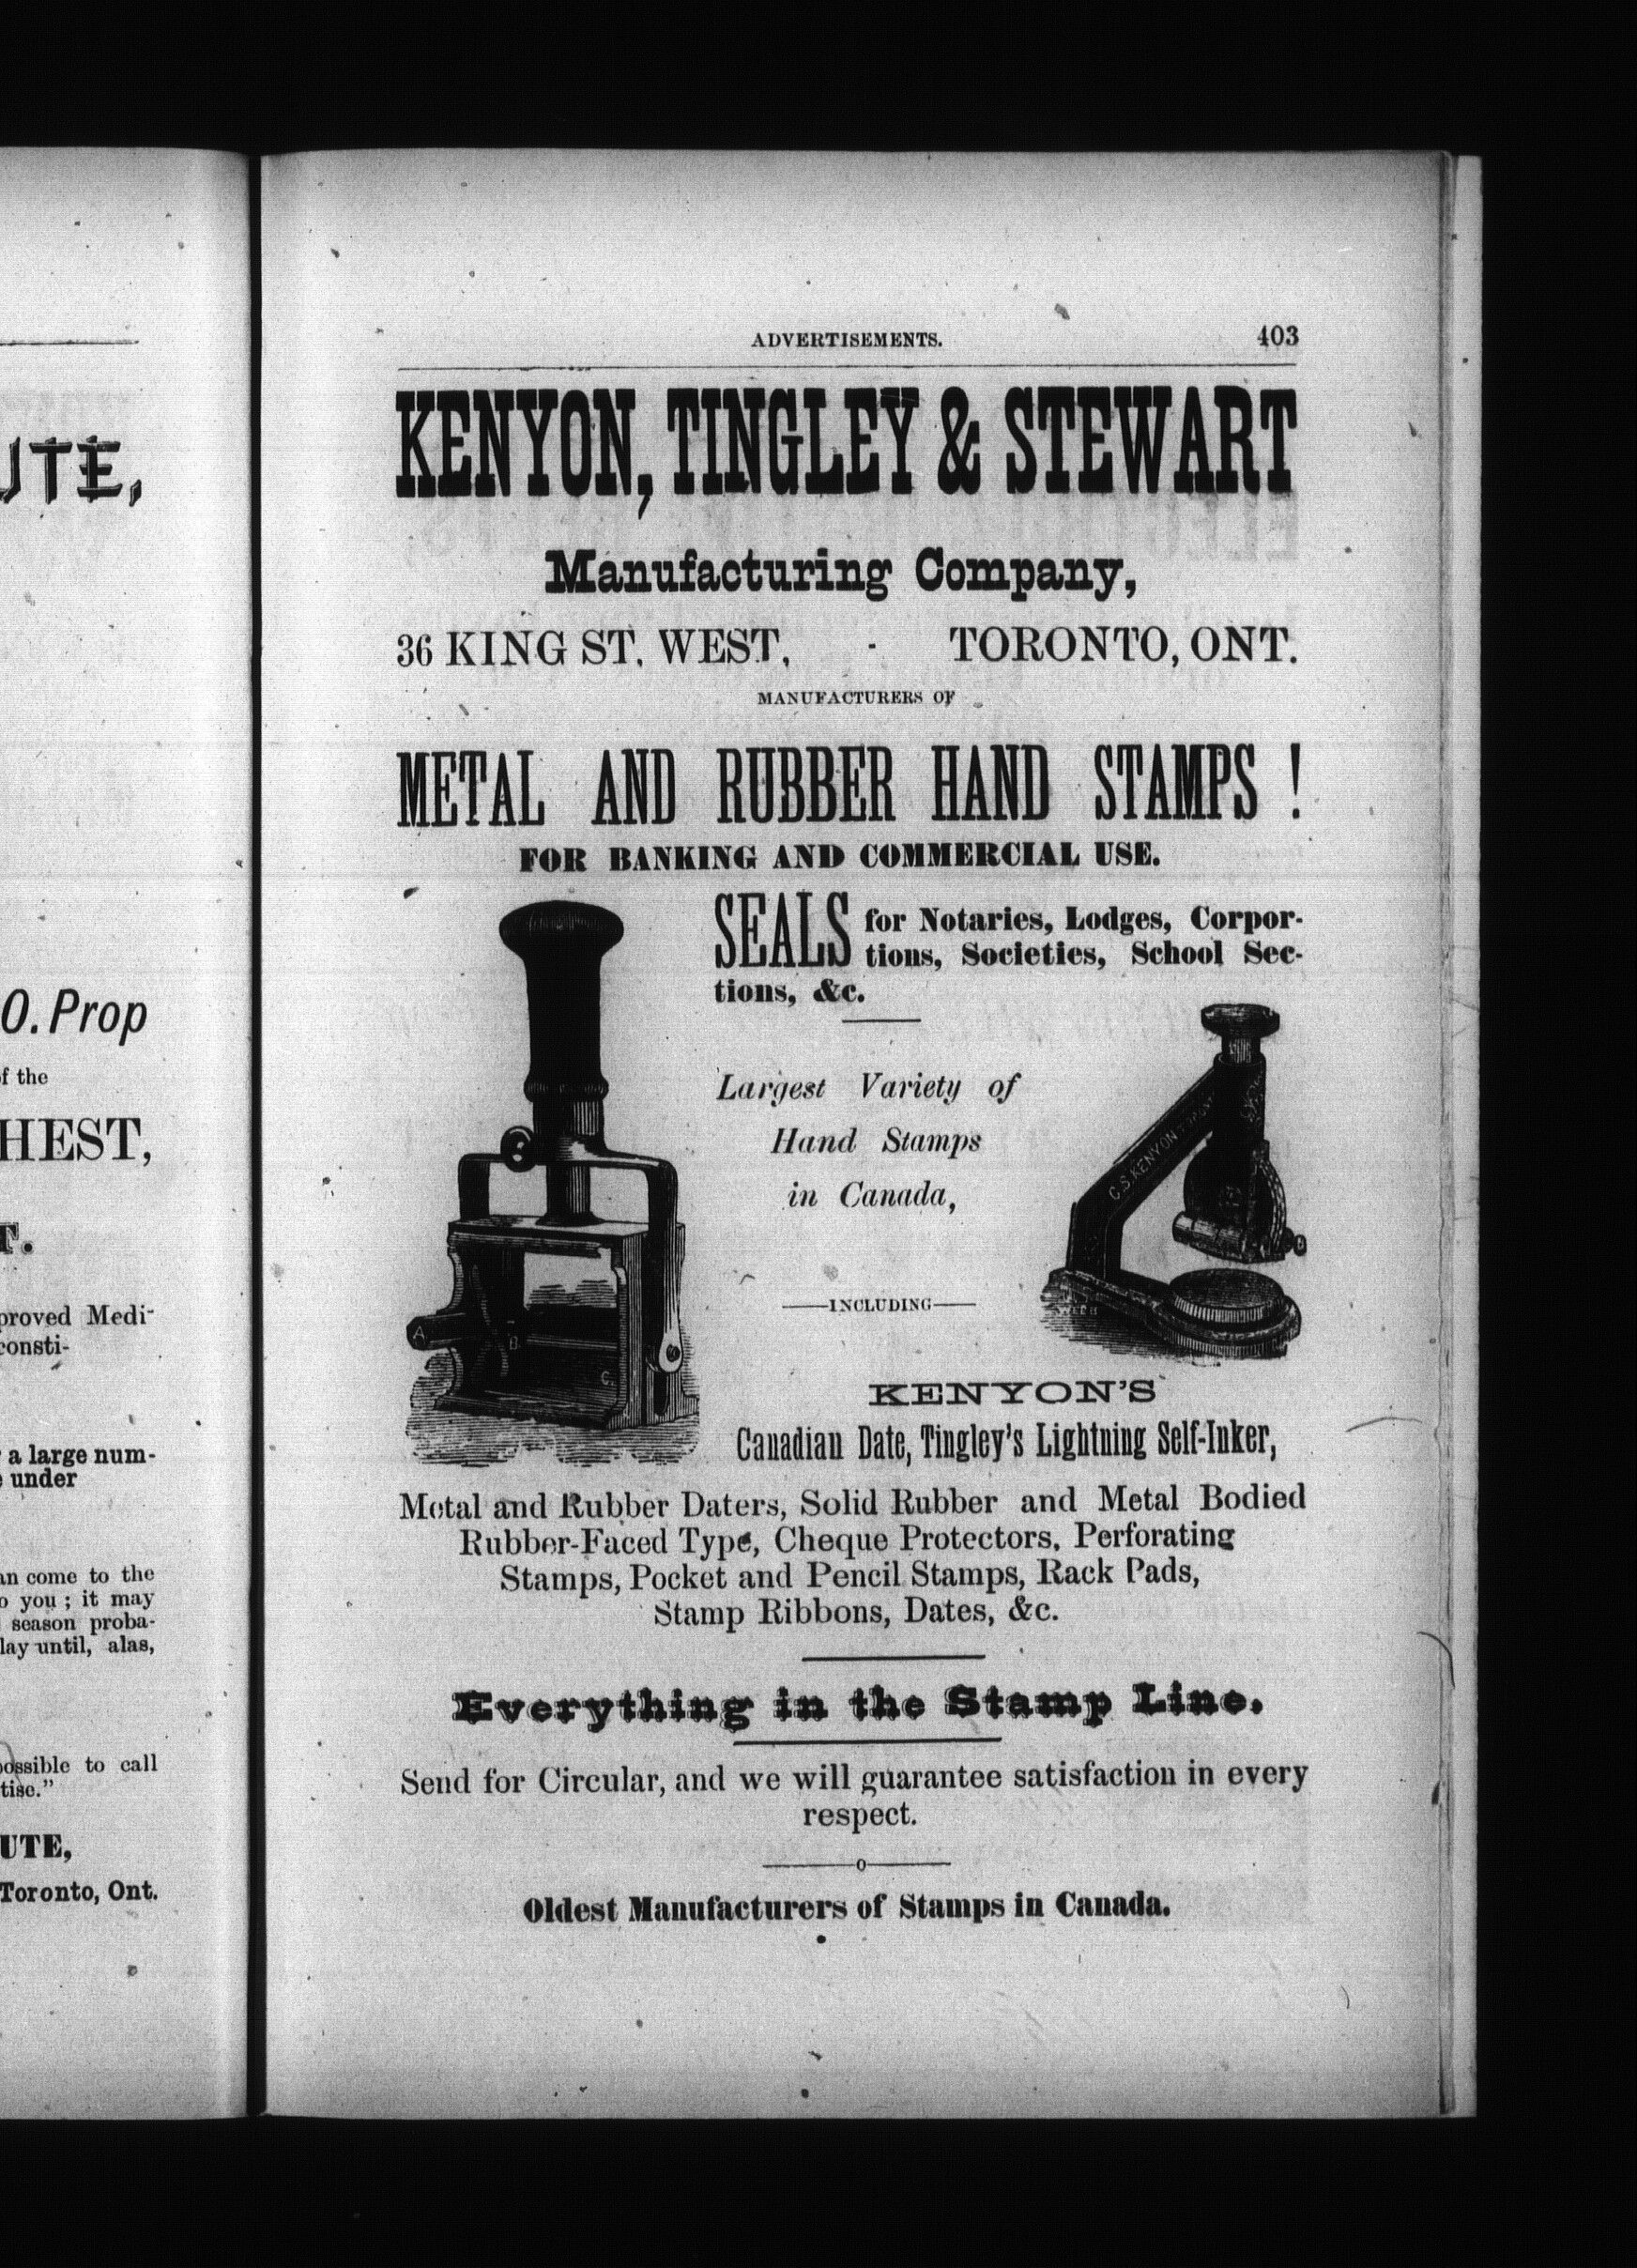 UTE,
O. Prop
of the
HEST,
T.
proved Medi-
consti-
a large num-
under
an come to the
o you ; it may
season proba-
lay until, alas,
possible to call
tise."
UTE,
Toronto, Ont.
ADVERTISEMENTS. 403
KENYON, TINGLEY & STEWART
Manufacturing Company,
36 KING ST. WEST, - TORONTO, ONT.
MANUFACTURERS OF
METAL AND RUBBER HAND STAMPS !
FOR BANKING AND COMMERCIAL USE.
SEALS for Notaries, Lodges, Corpor-
tions, Societies, School Sec-
tions, &c.
Largest Variety of
Hand Stamps
in Canada,
C.S. KENYON
A
B
C.
—INCLUDING—
KENYON'S
Canadian Date, Tingley's Lightning Self-Inker,
Metal and Rubber Daters, Solid Rubber and Metal Bodied
Rubber-Faced Type, Cheque Protectors, Perforating
Stamps, Pocket and Pencil Stamps, Rack Pads,
Stamp Ribbons, Dates, &c.
Everything in the Stamp Line.
Send for Circular, and we will guarantee satisfaction in every
respect.
—o—
Oldest Manufacturers of Stamps in Canada.